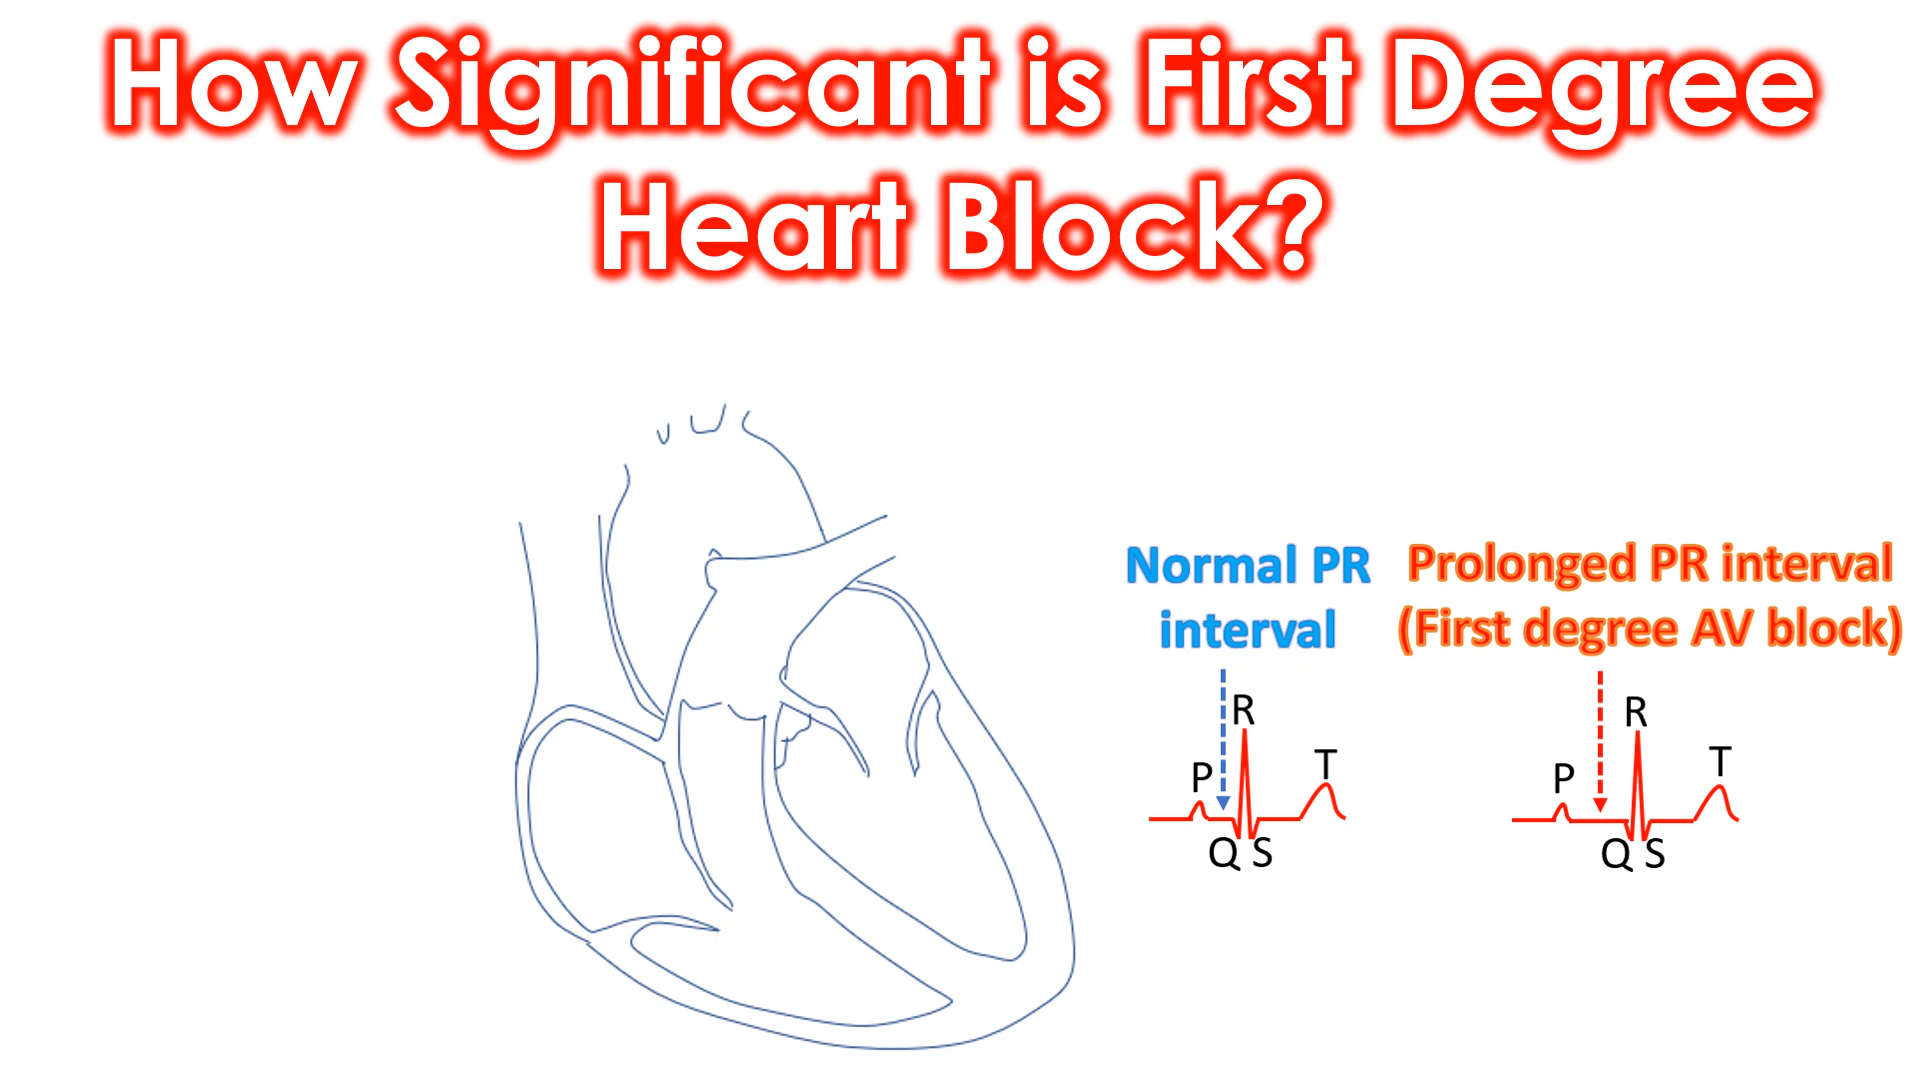 How Significant is First Degree
Heart Block?
Normal PR
interval
Prolonged PR interval
(First degree AV block)
R
P
T
Q S
R
P
T
Q S